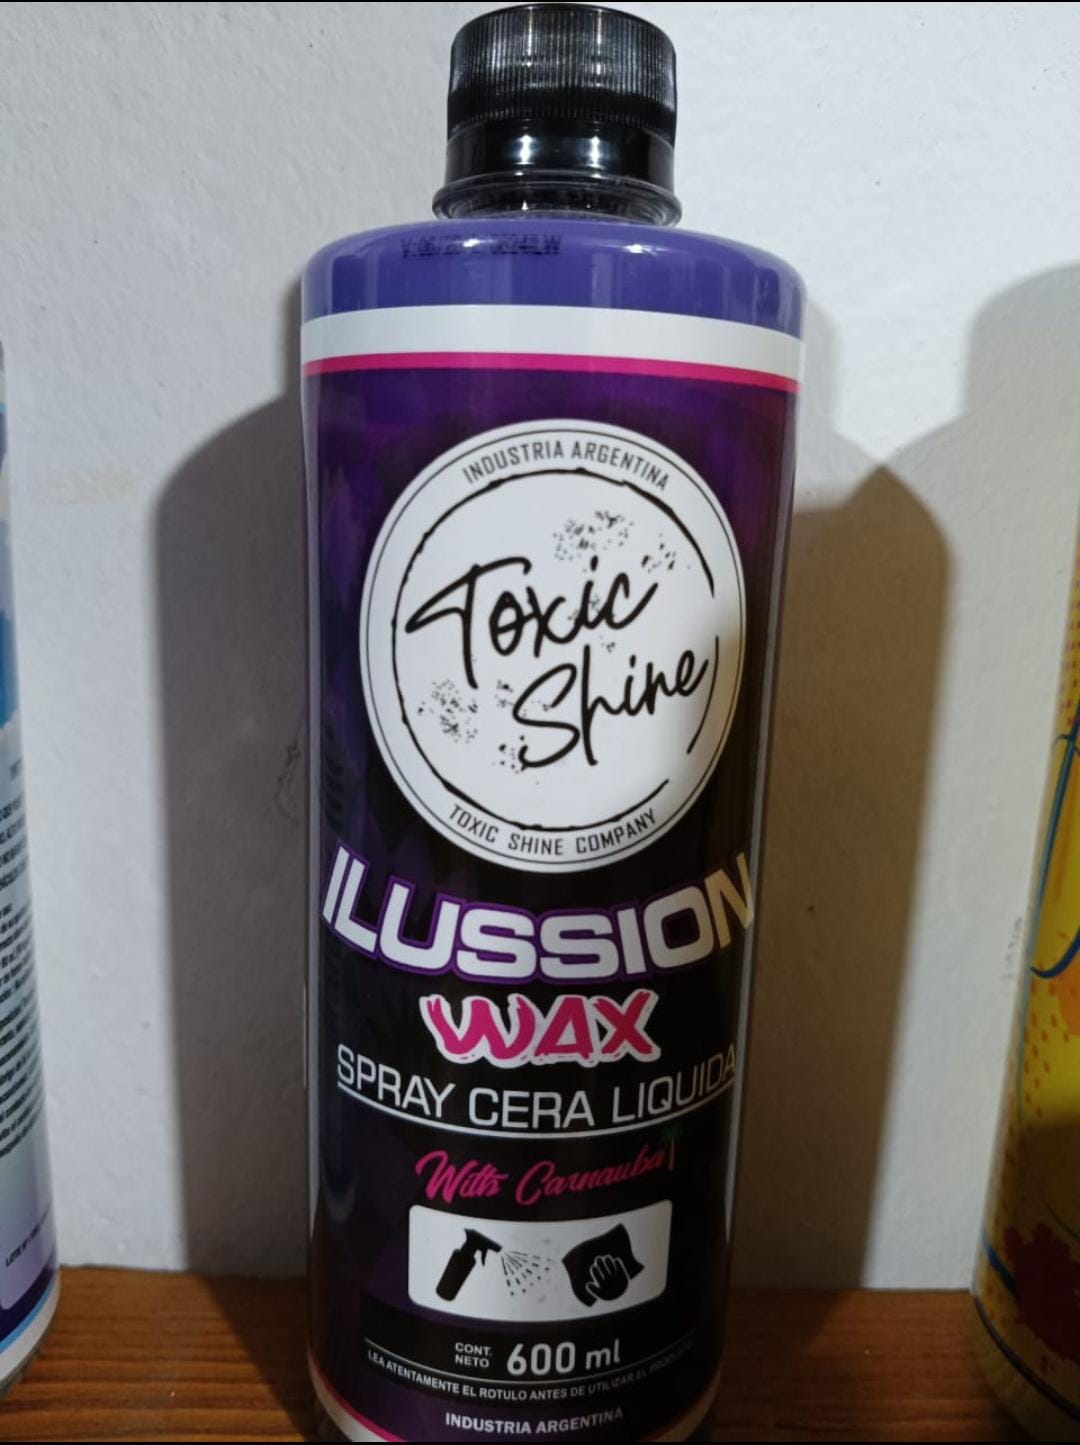 INDUSTRIA ARGENTINA
Toxic
Shine
TOXIC SHINE COMPANY
ILUSSION
WAX
SPRAY CERA LIQUIDA
With Carnauba
CONT.
NETO 600 ml
LEA ATENTAMENTE EL ROTULO ANTES DE UTILIZAR EL PRODUCTO
INDUSTRIA ARGENTINA